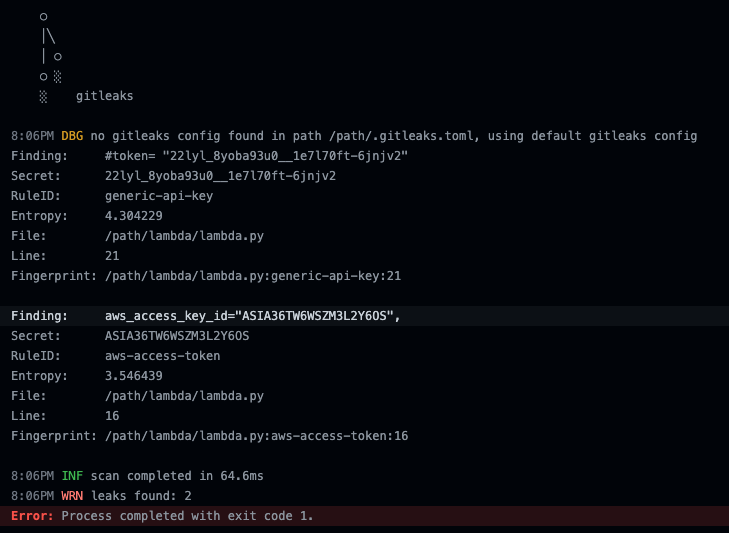 gitleaks
8:06PM DBG no gitleaks config found in path /path/.gitleaks.toml, using default gitleaks config
Finding: #token= "22lyl_8yoba93u0__1e7l70ft-6jnjv2"
Secret: 22lyl_8yoba93u0__1e7l70ft-6jnjv2
RuleID: generic-api-key
Entropy: 4.304229
File: /path/lambda/lambda.py
Line: 21
Fingerprint: /path/lambda/lambda.py:generic-api-key:21
Finding: aws_access_key_id="ASIA36TW6WSZM3L2Y6OS",
Secret: ASIA36TW6WSZM3L2Y6OS
RuleID: aws-access-token
Entropy: 3.546439
File: /path/lambda/lambda.py
Line: 16
Fingerprint: /path/lambda/lambda.py:aws-access-token:16
8:06PM INF scan completed in 64.6ms
8:06PM WRN leaks found: 2
Error: Process completed with exit code 1.